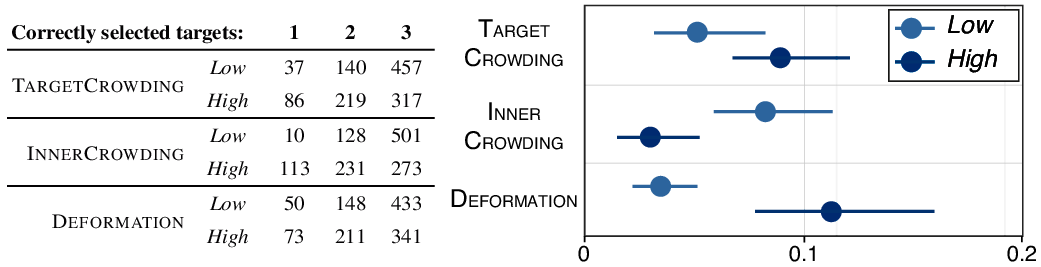 Correctly selected targets: 1 2 3
TARGETCROWDING Low 37 140 457
High 86 219 317
INNERCROWDING Low 10 128 501
High 113 231 273
DEFORMATION Low 50 148 433
High 73 211 341
TARGET
CROWDING
INNER
CROWDING
DEFORMATION
Low
High
0 0.1 0.2